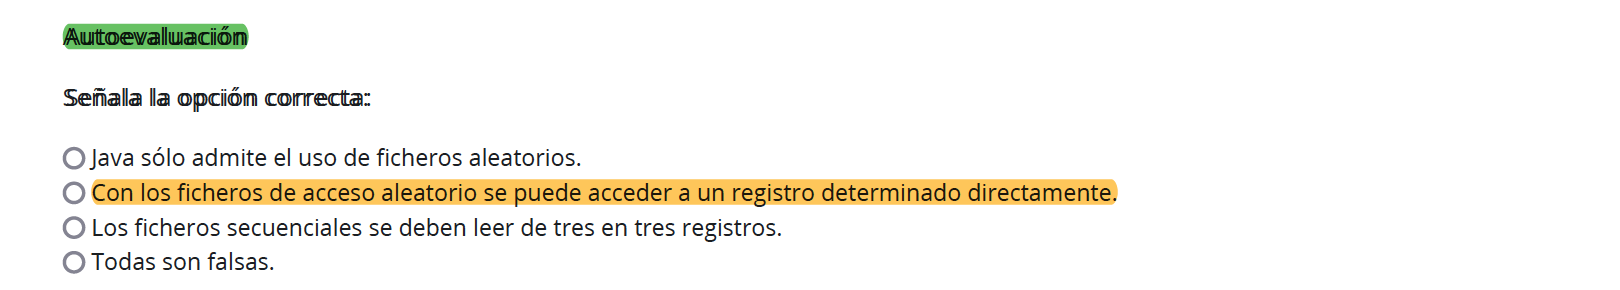 Autoevaluación
Señala la opción correcta:
Java sólo admite el uso de ficheros aleatorios.
Con los ficheros de acceso aleatorio se puede acceder a un registro determinado directamente.
Los ficheros secuenciales se deben leer de tres en tres registros.
Todas son falsas.